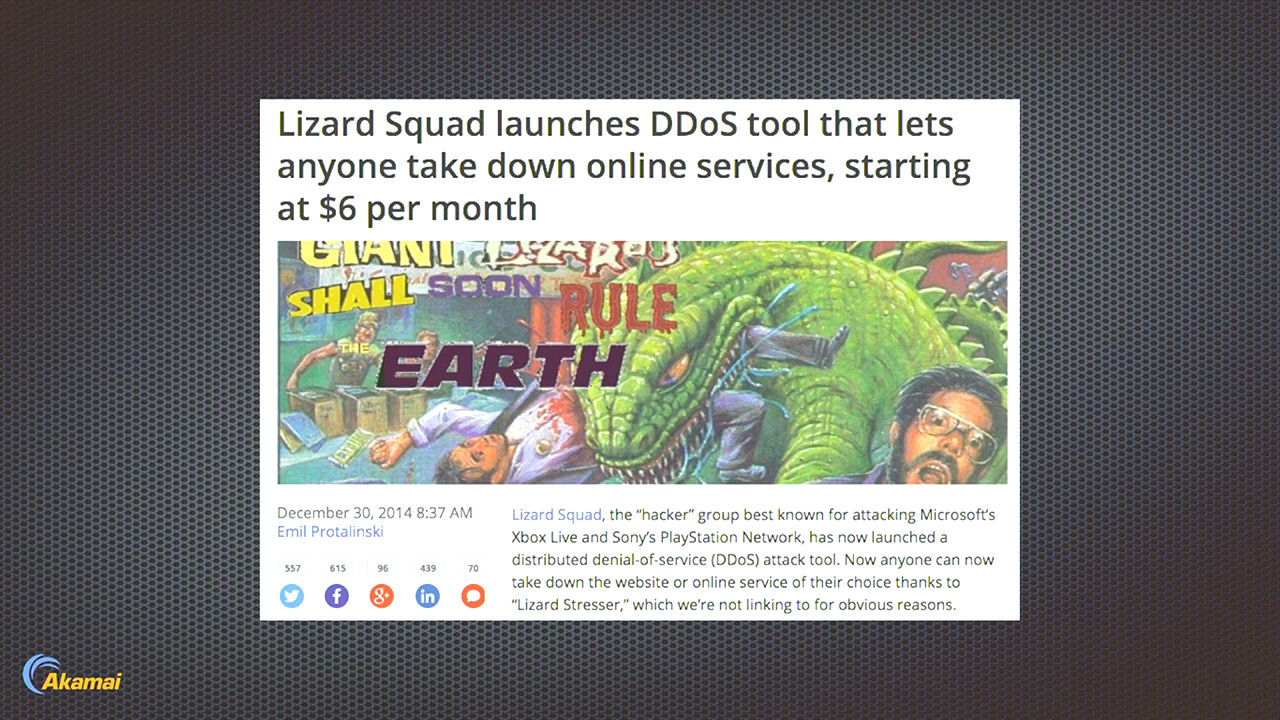 Lizard Squad launches DDoS tool that lets
anyone take down online services, starting
at $6 per month
GIANT LIZARDS
SHALL SOON RULE
THE EARTH
December 30, 2014 8:37 AM
Emil Protalinski
557 615 96 439 70
Lizard Squad, the “hacker” group best known for attacking Microsoft’s
Xbox Live and Sony’s PlayStation Network, has now launched a
distributed denial-of-service (DDoS) attack tool. Now anyone can now
take down the website or online service of their choice thanks to
“Lizard Stresser,” which we’re not linking to for obvious reasons.
Akamai